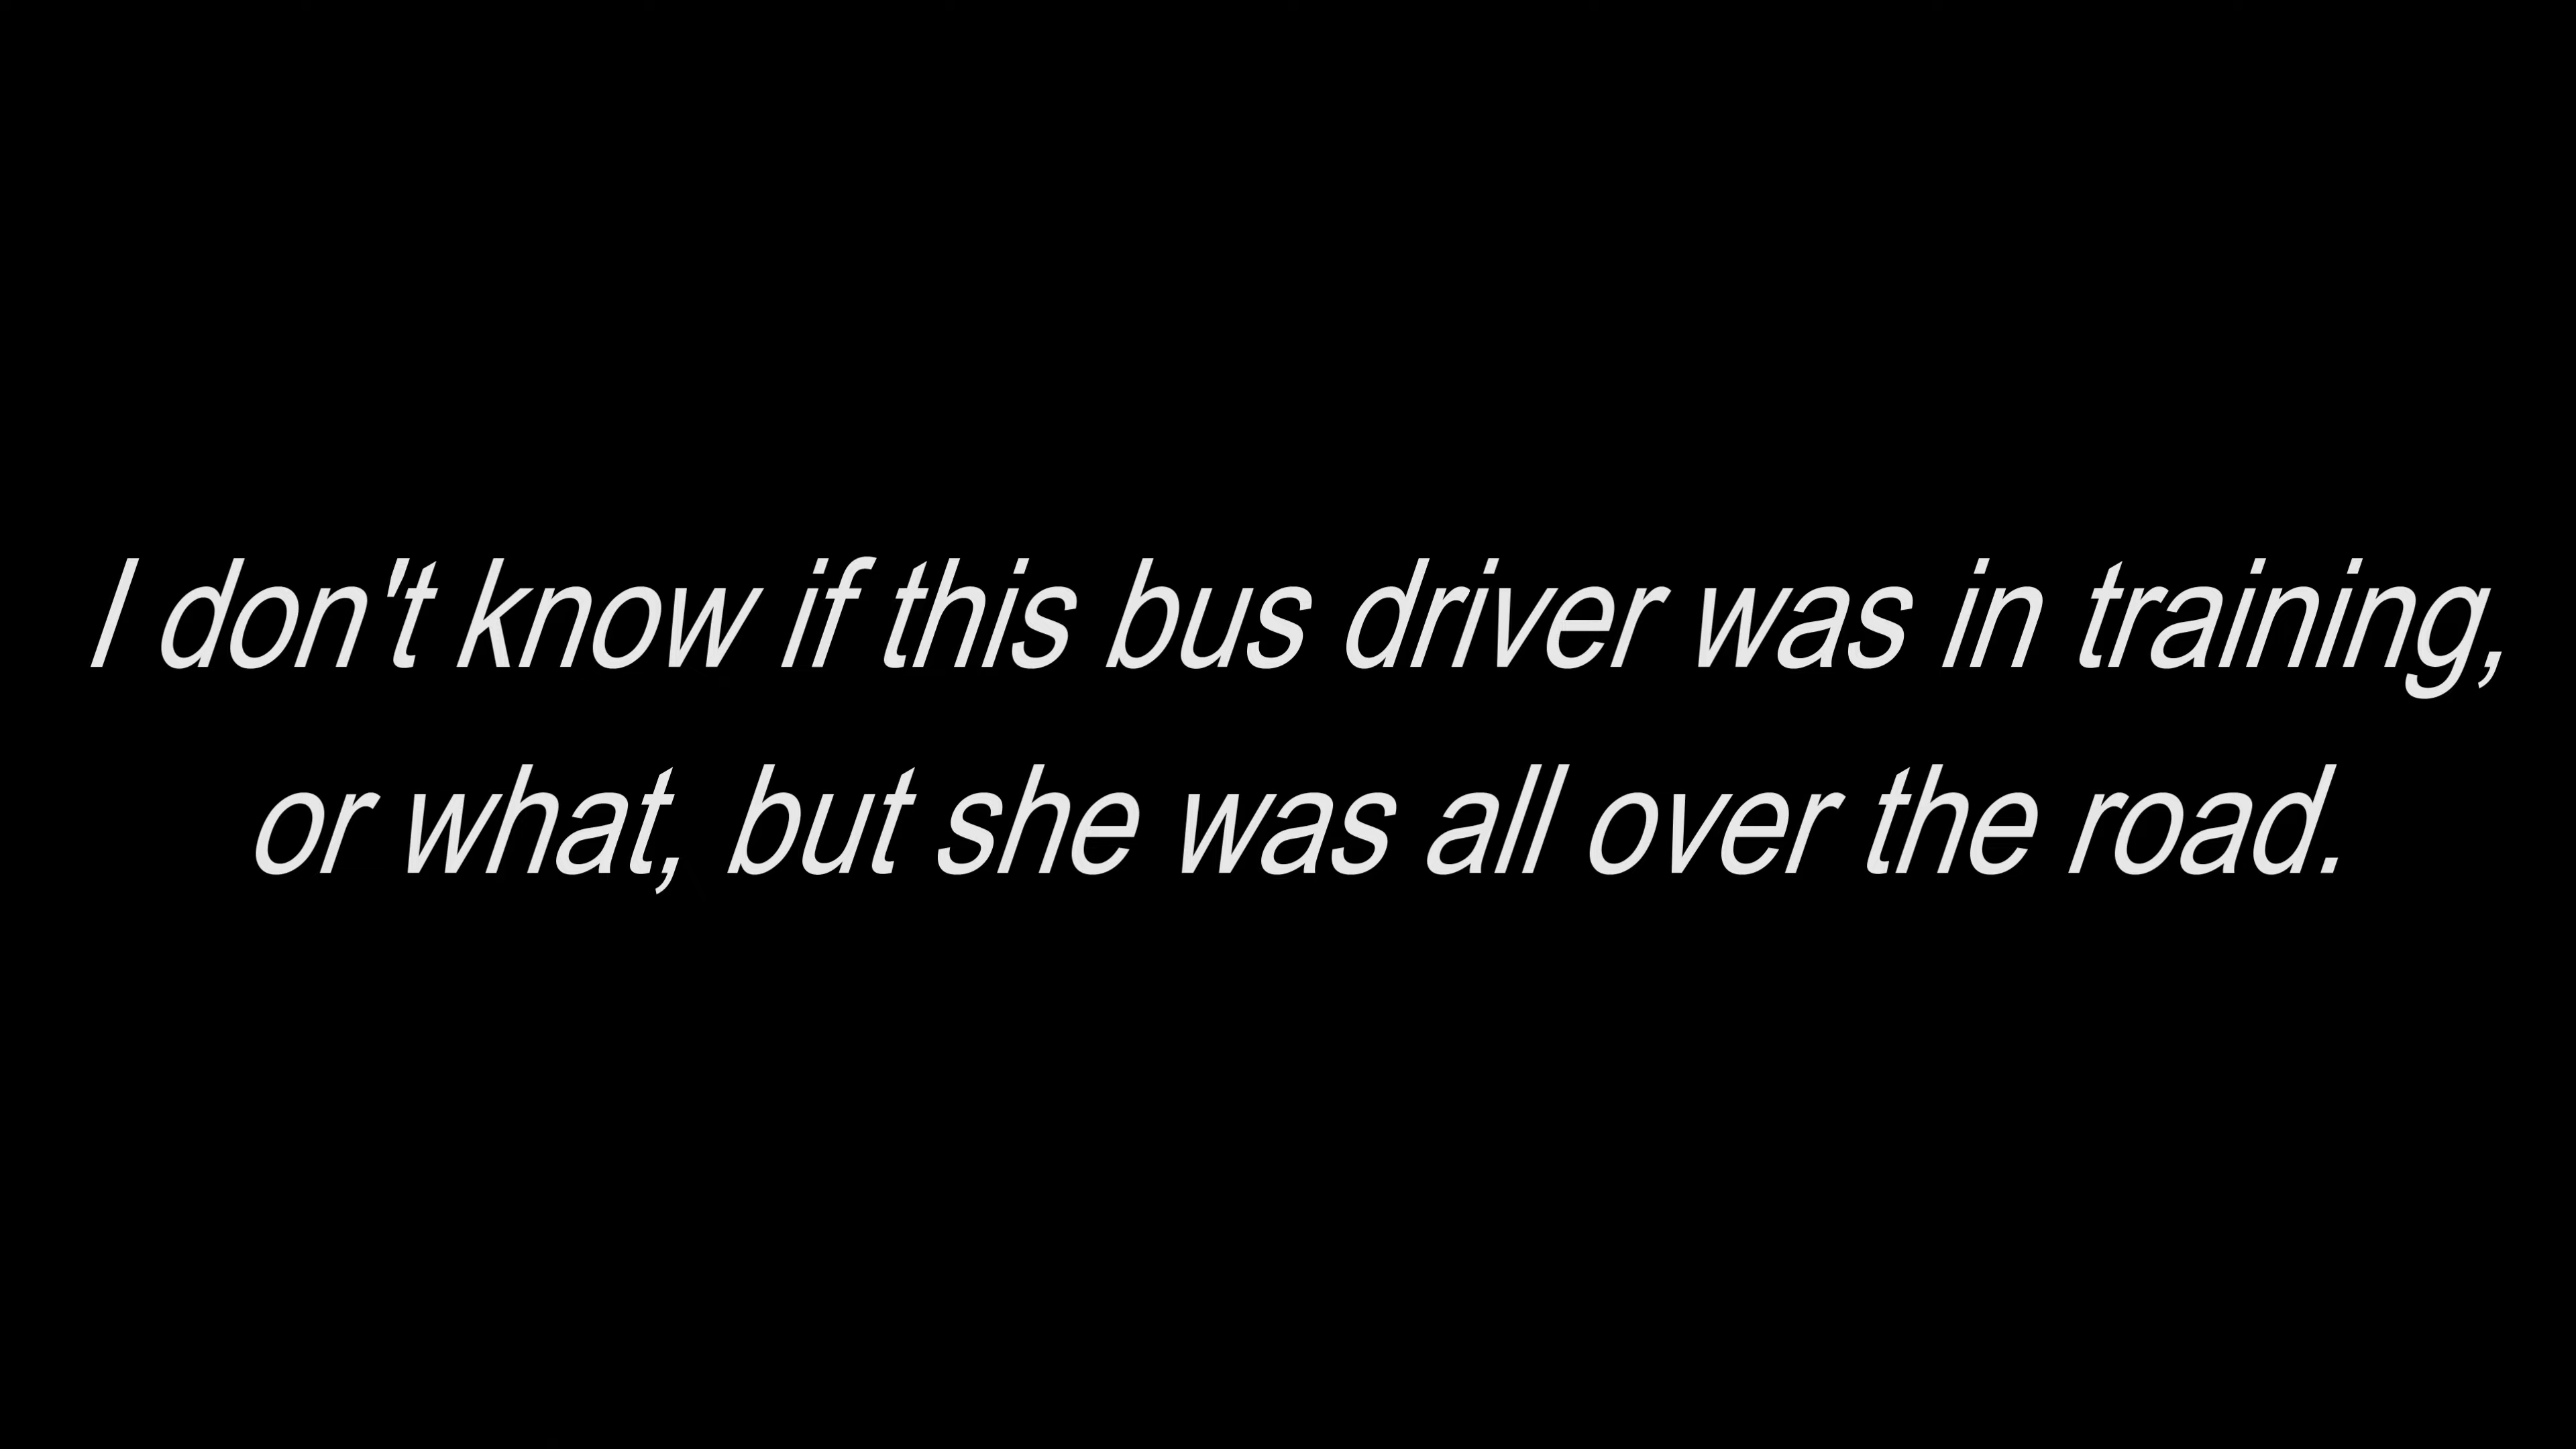 I don't know if this bus driver was in training,
or what, but she was all over the road.